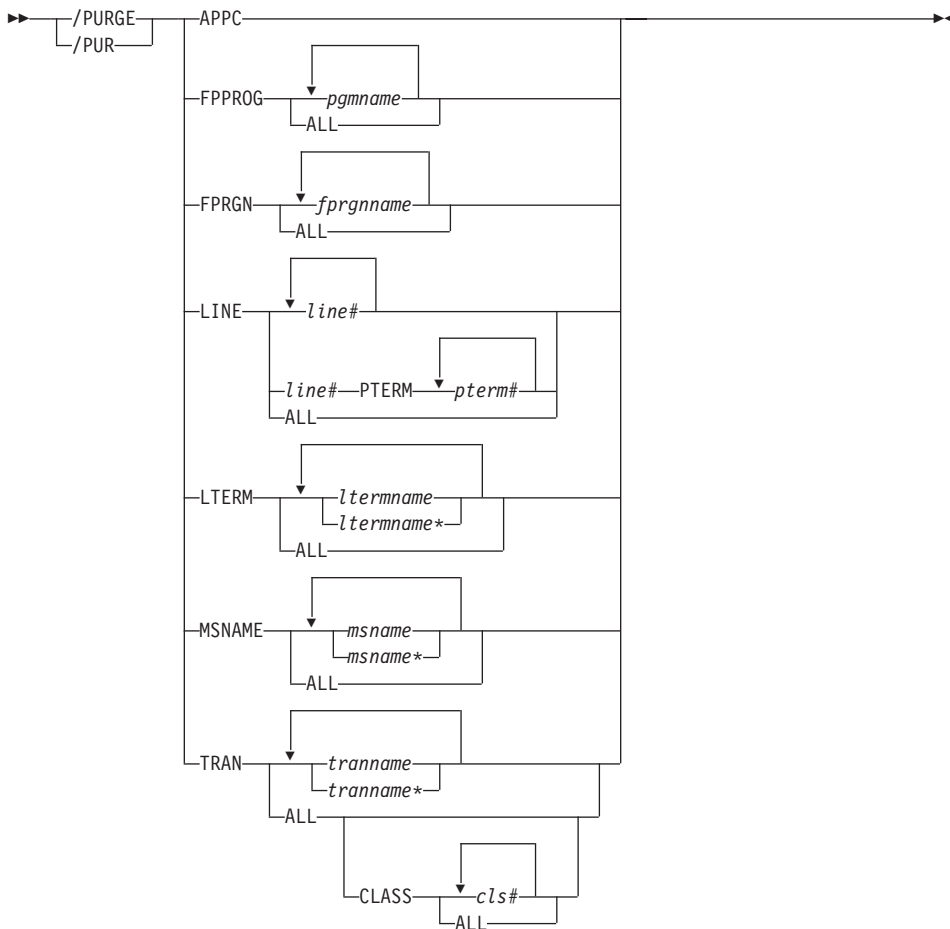 /PURGE APPC
/PUR
FPPROG pgmname
ALL
FPRGN fprgnname
ALL
LINE line#
line# PTERM pterm#
ALL
LTERM ltermname
ltermname*
ALL
MSNAME msname
msname*
ALL
TRAN tranname
tranname*
ALL
CLASS cls#
ALL